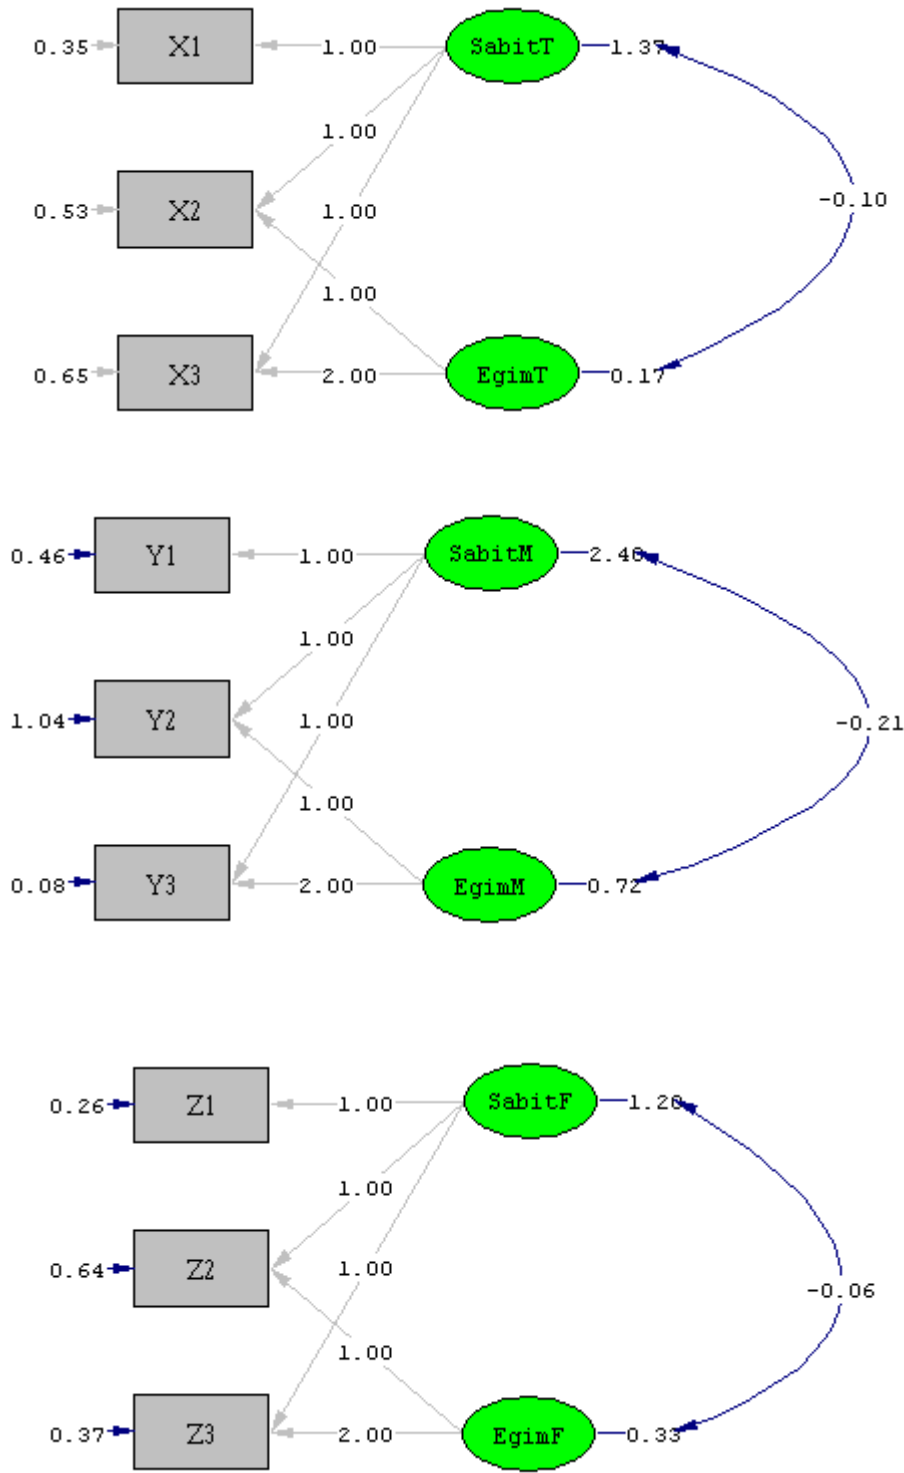 0.35 X1 1.00 SabitT 1.37
1.00
0.53 X2 1.00 -0.10
1.00
0.65 X3 2.00 EgimT 0.17
0.46 Y1 1.00 SabitM
1.00
1.04 Y2 1.00 -0.21
1.00
0.08 Y3 2.00 EgimM 0.72
0.26 Z1 1.00 SabitF
1.00
0.64 Z2 1.00 -0.06
1.00
0.37 Z3 2.00 EgimF 0.33